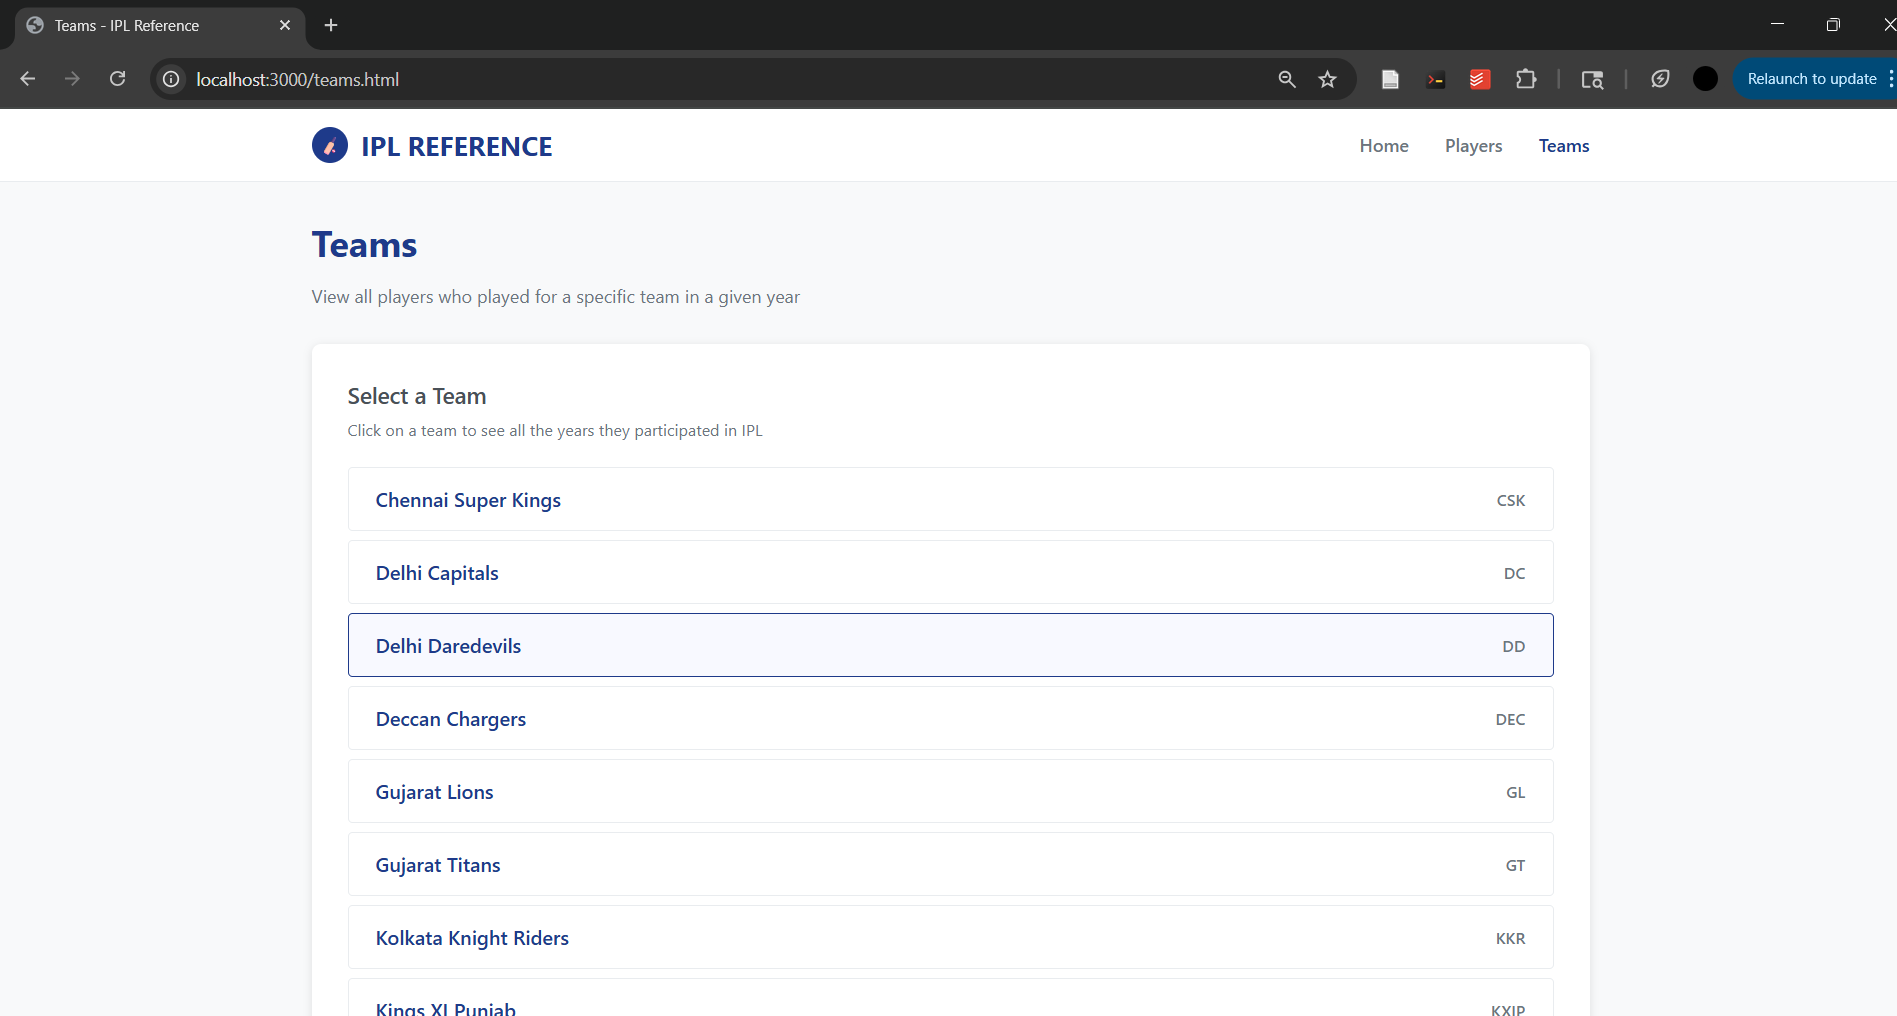 Teams - IPL Reference
localhost:3000/teams.html
Relaunch to update
IPL REFERENCE
Home
Players
Teams
Teams
View all players who played for a specific team in a given year
Select a Team
Click on a team to see all the years they participated in IPL
Chennai Super Kings
CSK
Delhi Capitals
DC
Delhi Daredevils
DD
Deccan Chargers
DEC
Gujarat Lions
GL
Gujarat Titans
GT
Kolkata Knight Riders
KKR
Kings XI Punjab
KXIP